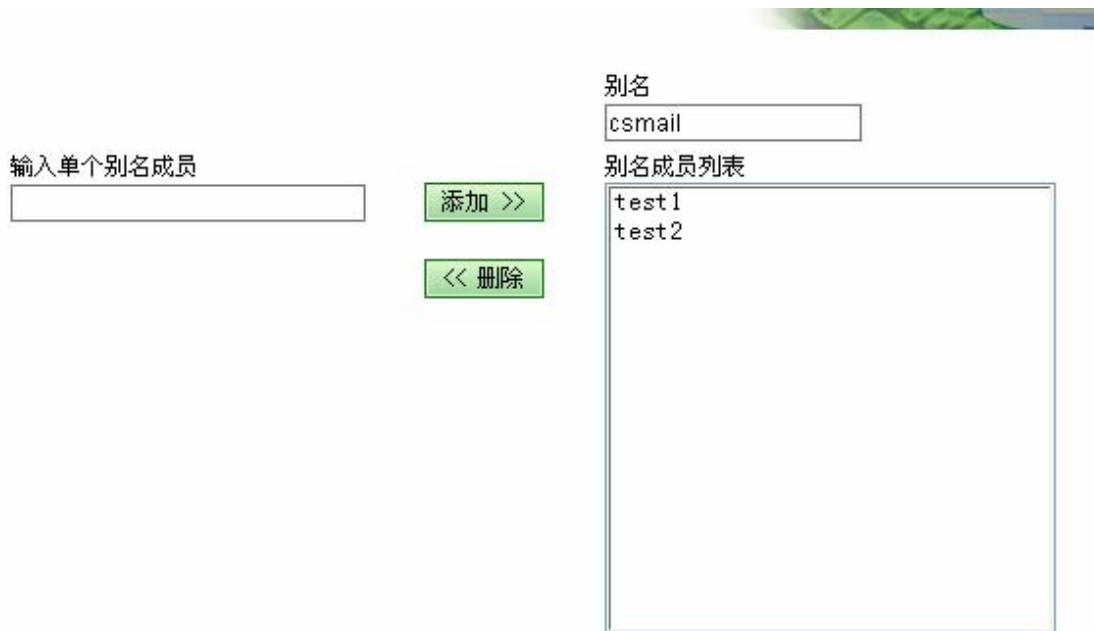 别名
csmail
输入单个别名成员
别名成员列表
添加 >>
test1
test2
<< 删除